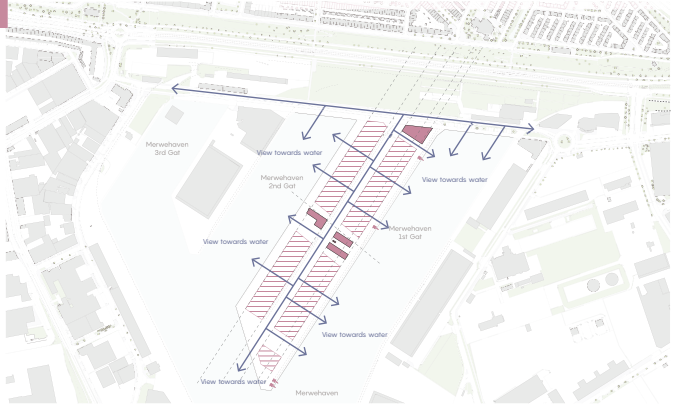 Merwehaven
3rd Gat
View towards water
Merwehaven
2nd Gat
View towards water
View towards water
Merwehaven
1st Gat
View towards water
View towards water
Merwehaven